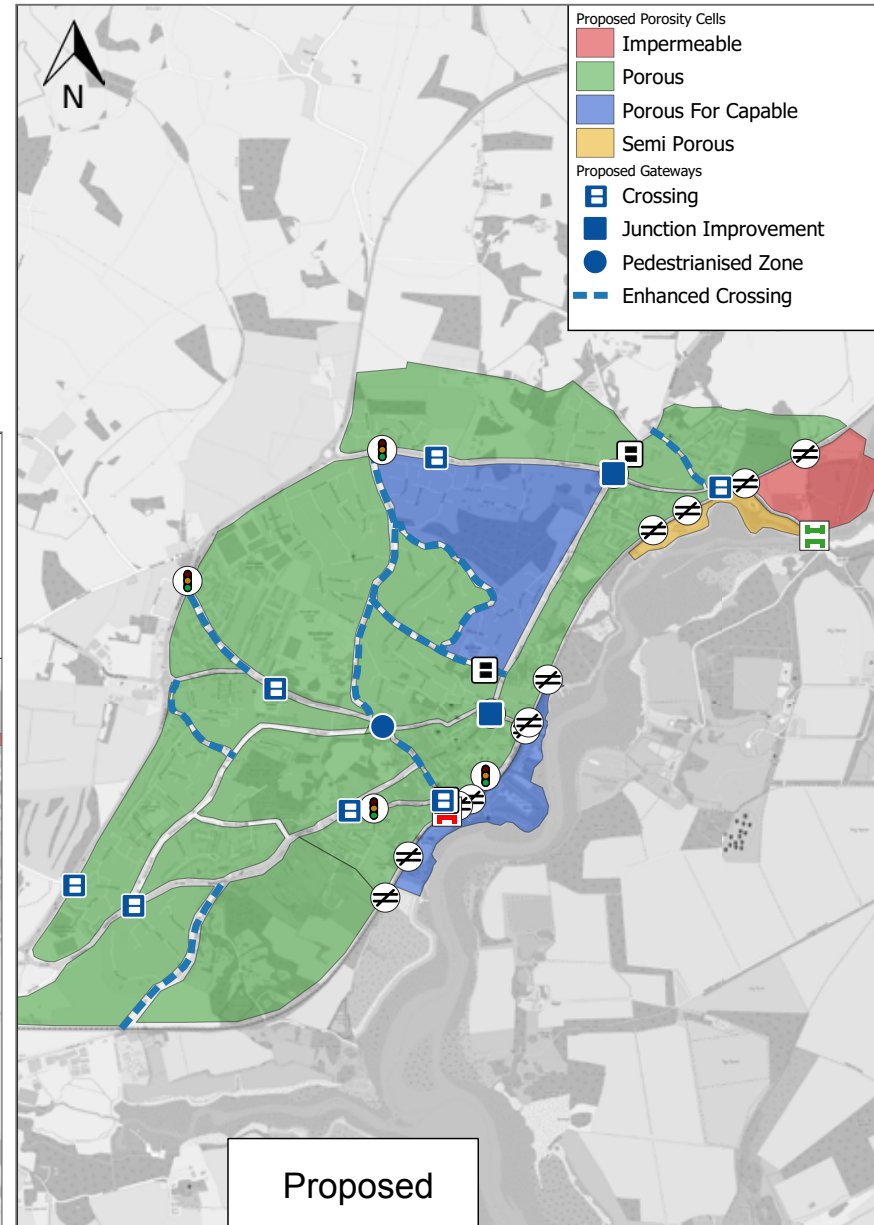 N
Proposed Porosity Cells
Impermeable
Porous
Porous For Capable
Semi Porous
Proposed Gateways
Crossing
Junction Improvement
Pedestrianised Zone
Enhanced Crossing
Proposed